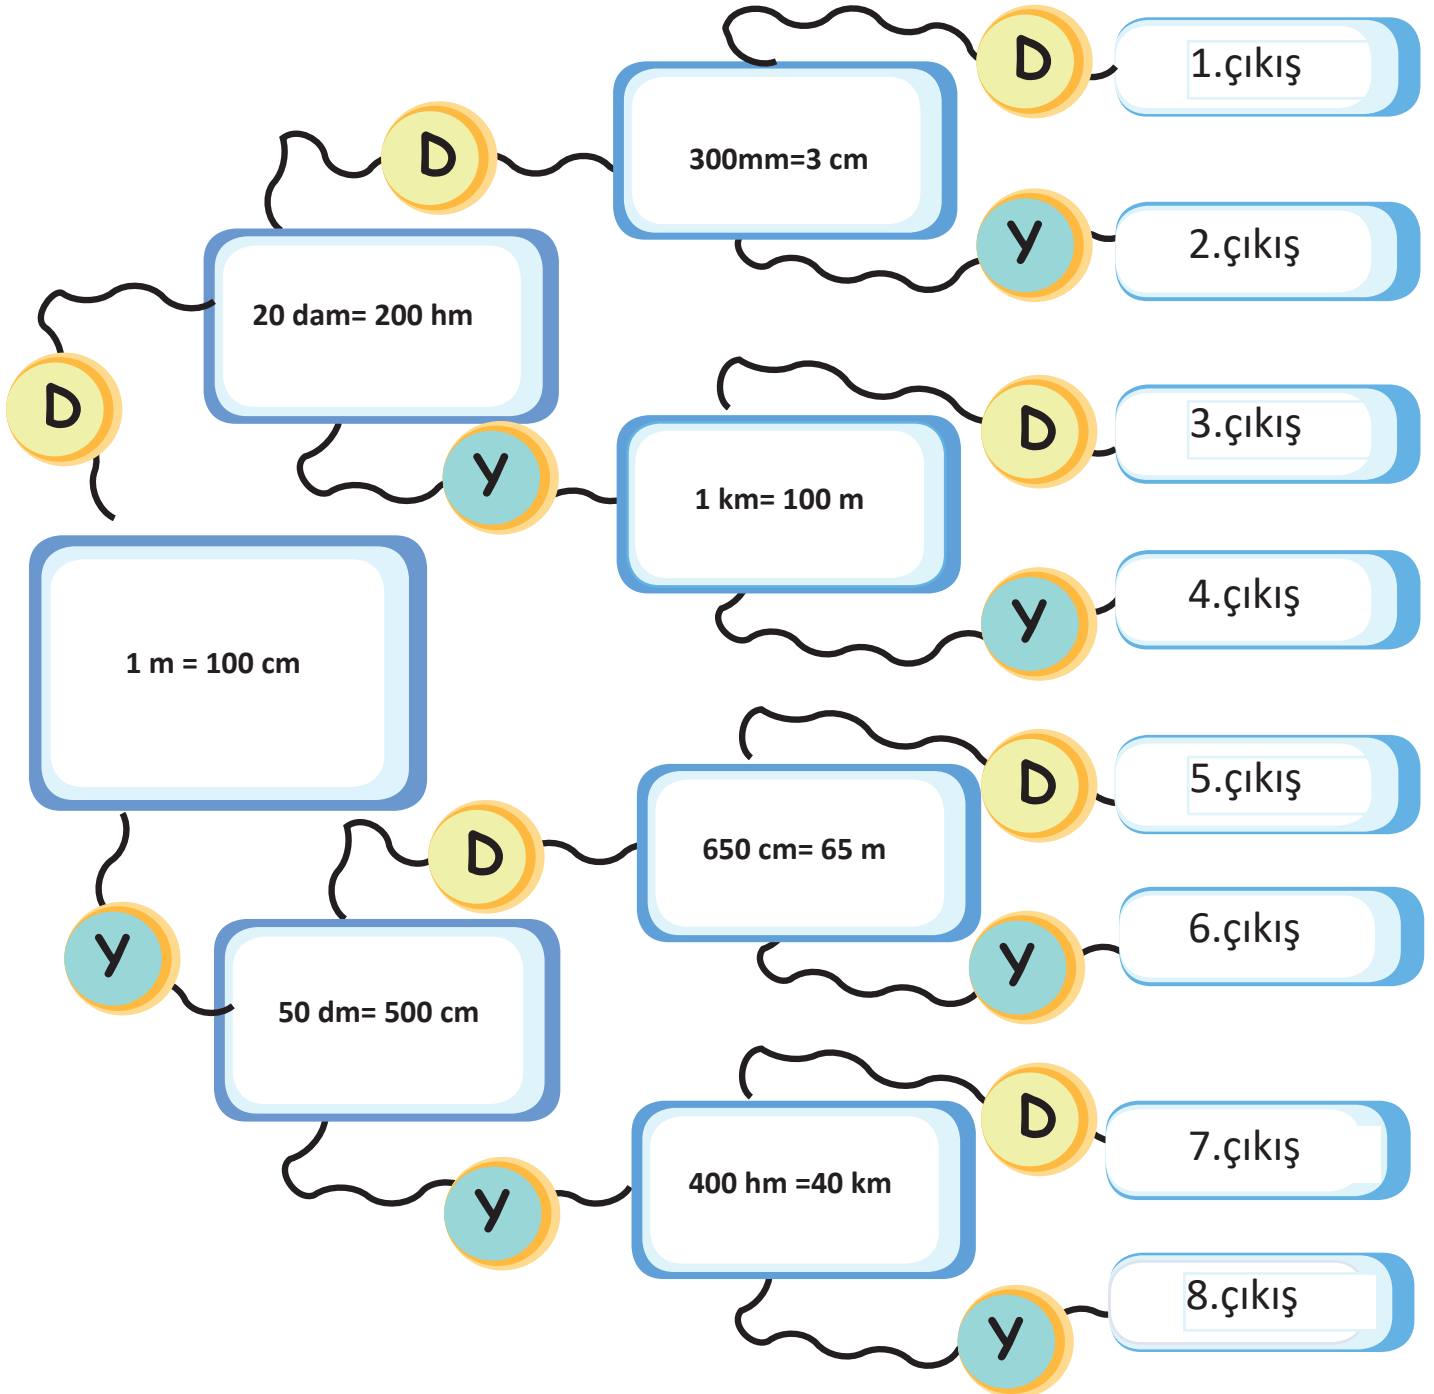 D
1.çıkış
D
300mm=3 cm
Y
2.çıkış
20 dam= 200 hm
D
D
3.çıkış
Y
1 km= 100 m
Y
4.çıkış
1 m = 100 cm
D
5.çıkış
D
650 cm= 65 m
Y
6.çıkış
Y
50 dm= 500 cm
D
7.çıkış
Y
400 hm =40 km
Y
8.çıkış